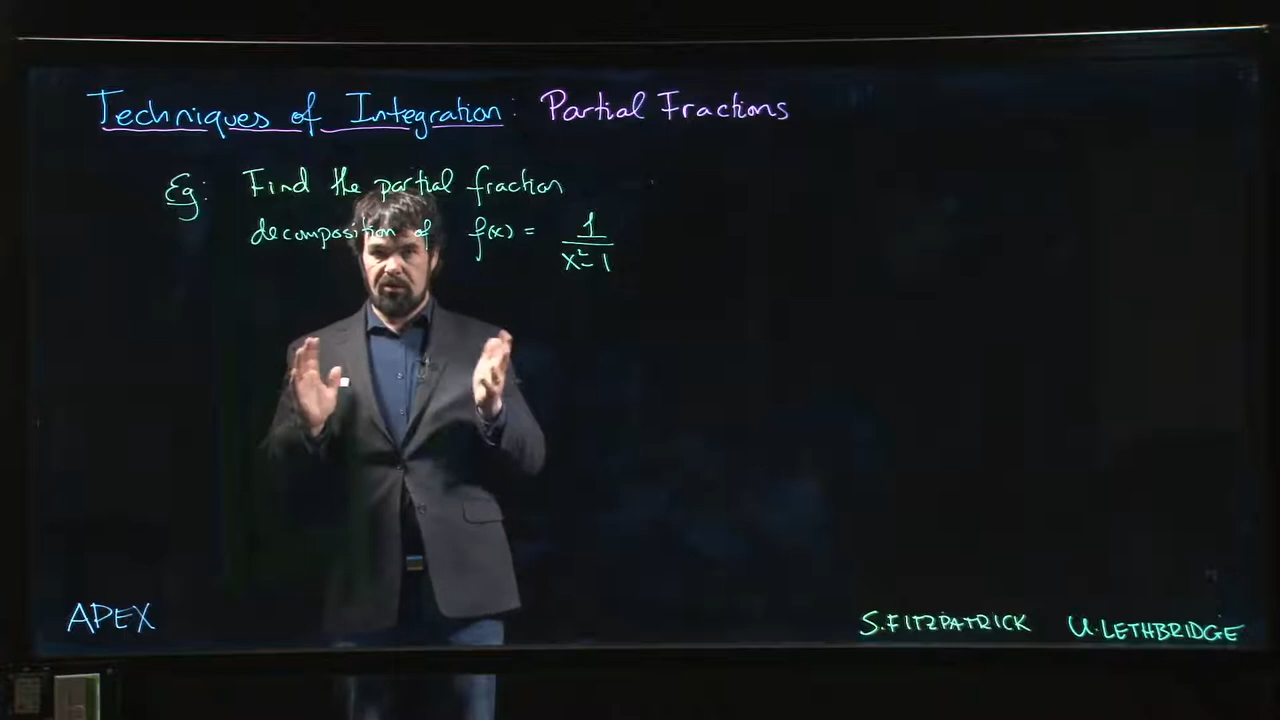 Techniques of Integration: Partial Fractions
Eg: Find the partial fraction
decomposition of f(x) = 1/(x²-1)
APEX
S.FITZPATRICK U.LETHBRIDGE